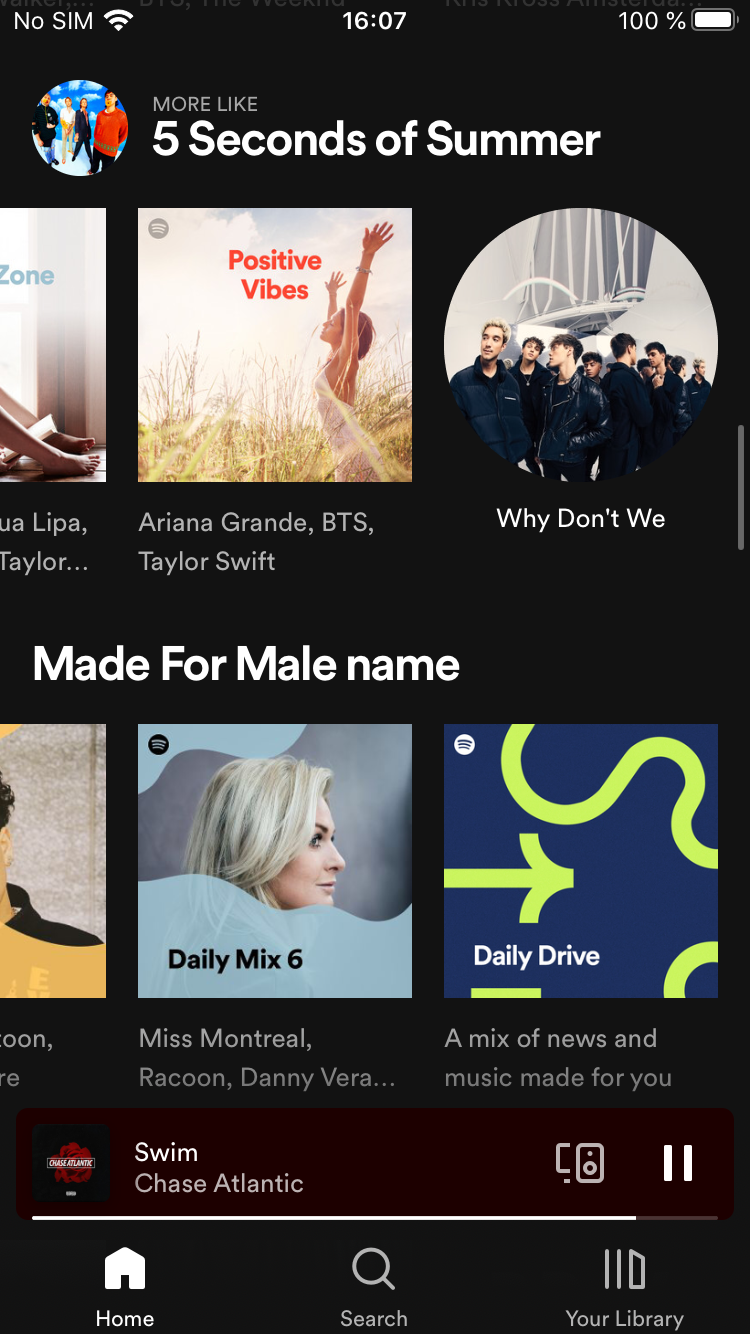 No SIM 16:07 100 %
MORE LIKE
5 Seconds of Summer
Zone
Positive
Vibes
ua Lipa,
Taylor...
Ariana Grande, BTS,
Taylor Swift
Why Don't We
Made For Male name
Daily Mix 6
Daily Drive
toon,
re
Miss Montreal,
Racoon, Danny Vera...
A mix of news and
music made for you
CHASE ATLANTIC
Swim
Chase Atlantic
Home
Search
Your Library